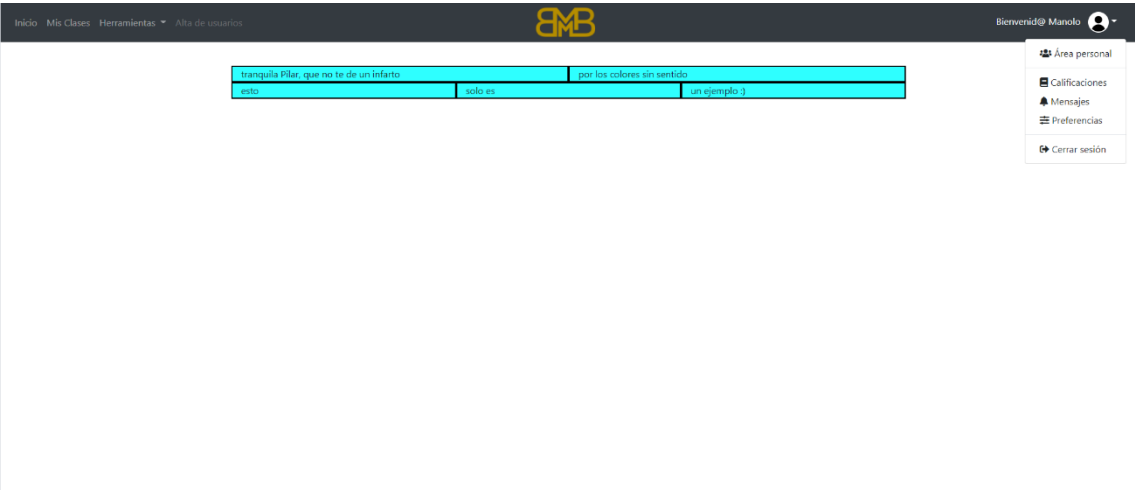 Inicio Mis Clases Herramientas Alta de usuarios BMB Bienvenid@ Manolo
Área personal
Calificaciones
Mensajes
Preferencias
Cerrar sesión
tranquila Pilar, que no te de un infarto por los colores sin sentido
esto solo es un ejemplo :)